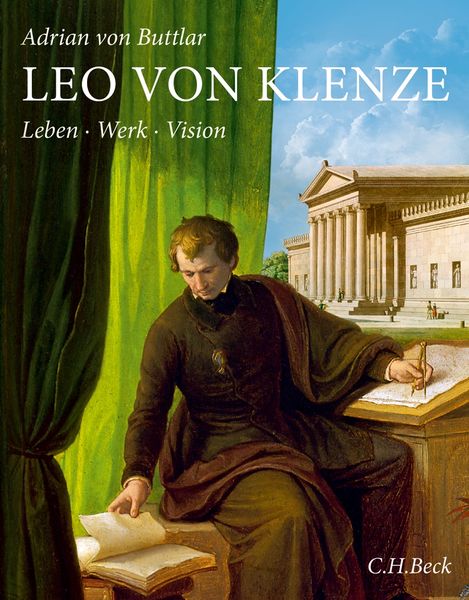 Adrian von Buttlar
LEO VON KLENZE
Leben · Werk · Vision
C.H.Beck